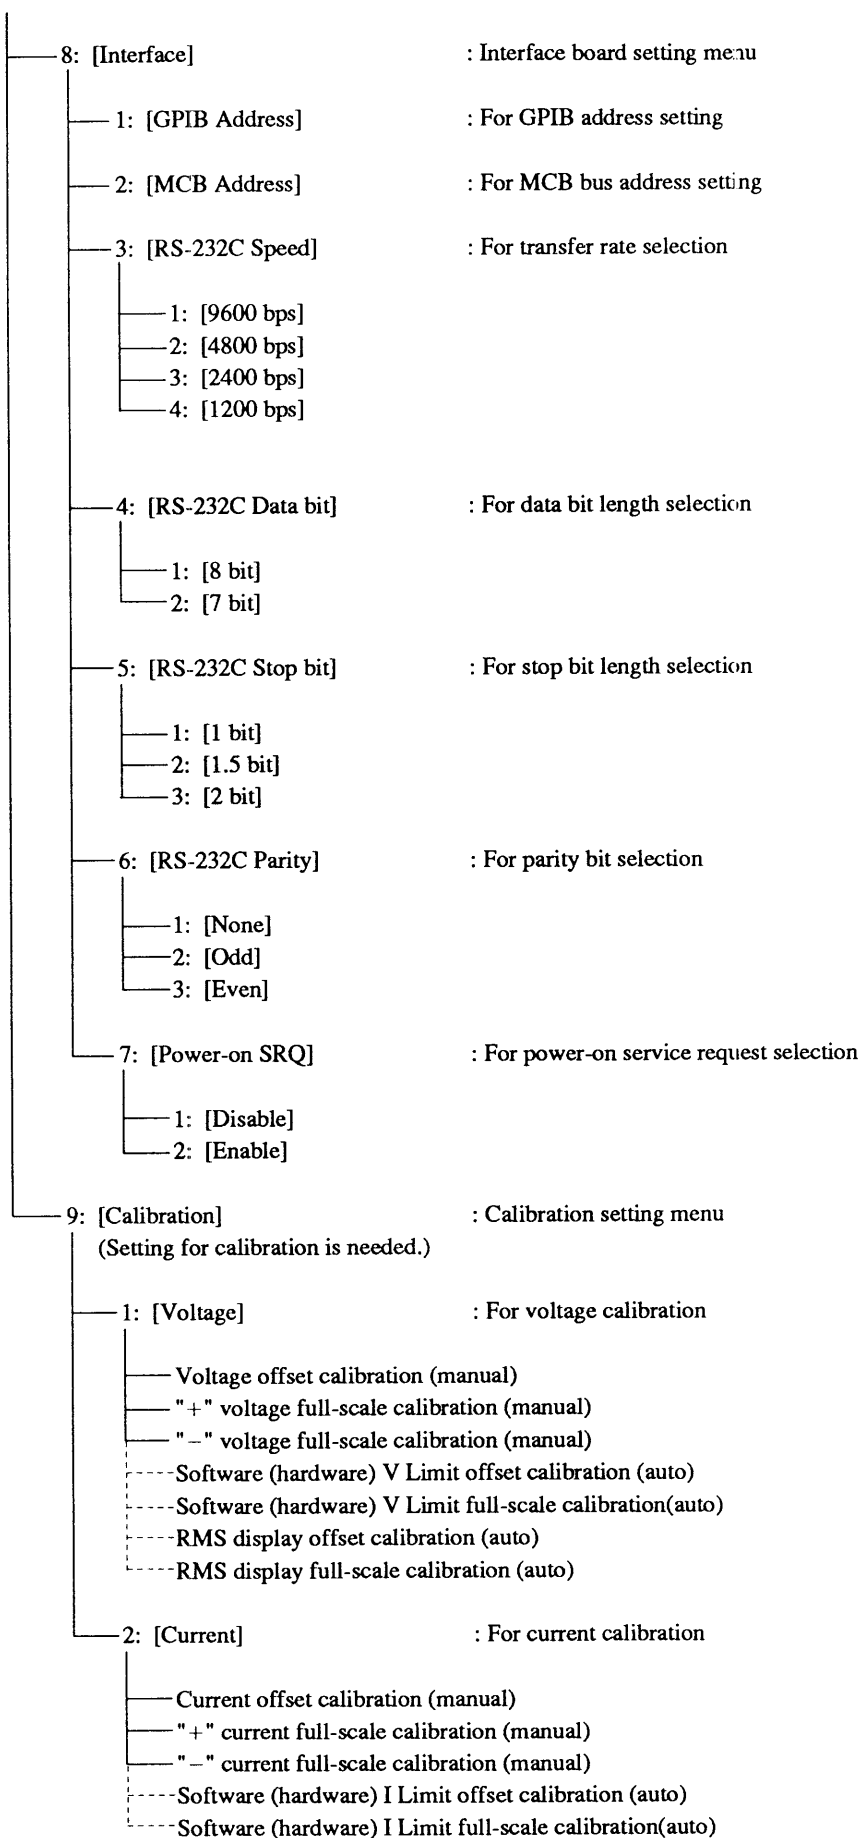 8: [Interface] : Interface board setting menu
1: [GPIB Address] : For GPIB address setting
2: [MCB Address] : For MCB bus address setting
3: [RS-232C Speed] : For transfer rate selection
1: [9600 bps]
2: [4800 bps]
3: [2400 bps]
4: [1200 bps]
4: [RS-232C Data bit] : For data bit length selection
1: [8 bit]
2: [7 bit]
5: [RS-232C Stop bit] : For stop bit length selection
1: [1 bit]
2: [1.5 bit]
3: [2 bit]
6: [RS-232C Parity] : For parity bit selection
1: [None]
2: [Odd]
3: [Even]
7: [Power-on SRQ] : For power-on service request selection
1: [Disable]
2: [Enable]
9: [Calibration] : Calibration setting menu
(Setting for calibration is needed.)
1: [Voltage] : For voltage calibration
Voltage offset calibration (manual)
"+" voltage full-scale calibration (manual)
"−" voltage full-scale calibration (manual)
Software (hardware) V Limit offset calibration (auto)
Software (hardware) V Limit full-scale calibration(auto)
RMS display offset calibration (auto)
RMS display full-scale calibration (auto)
2: [Current] : For current calibration
Current offset calibration (manual)
"+" current full-scale calibration (manual)
"−" current full-scale calibration (manual)
Software (hardware) I Limit offset calibration (auto)
Software (hardware) I Limit full-scale calibration(auto)